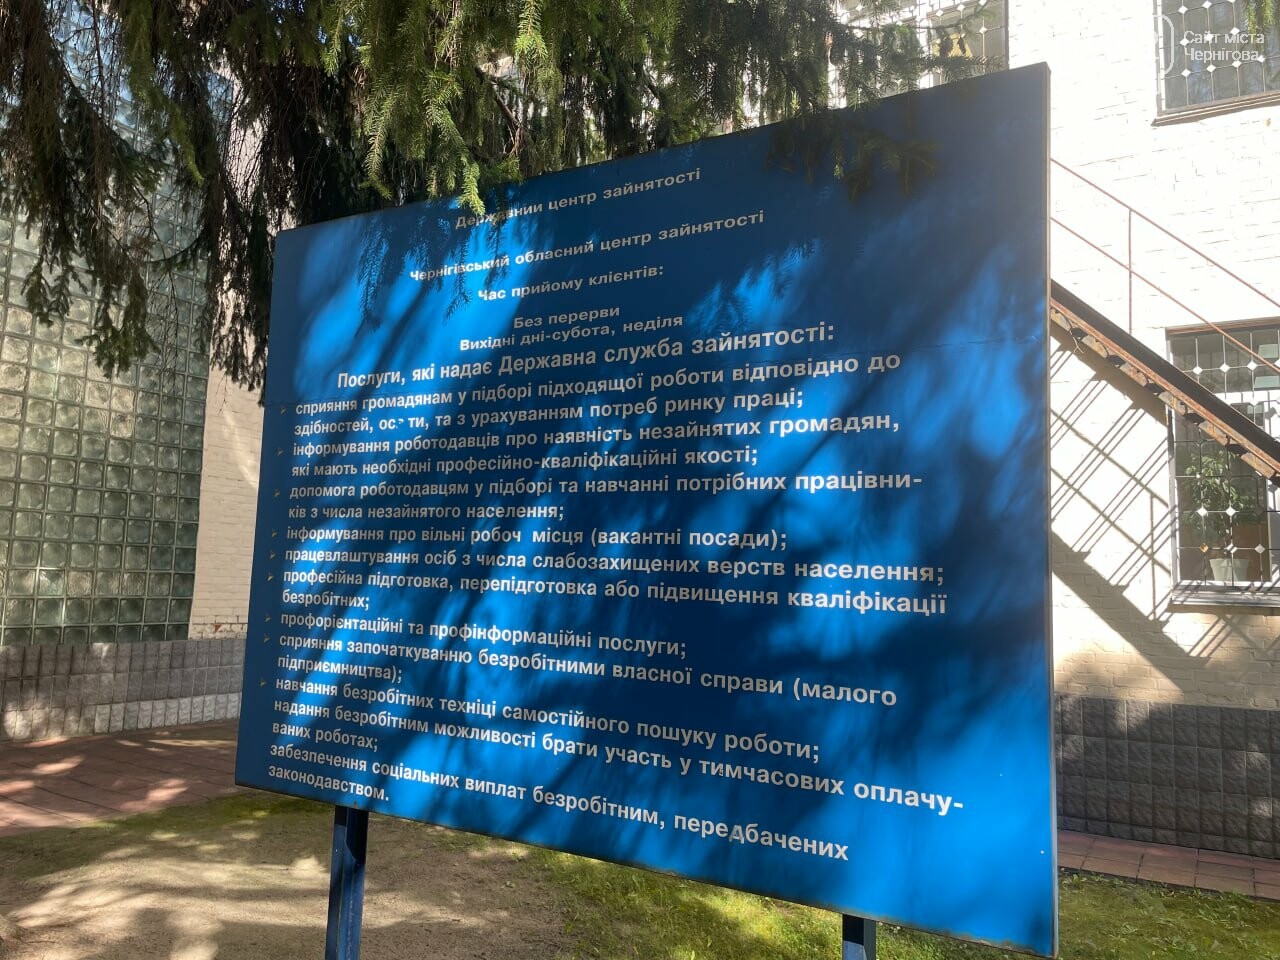 Сайт міста
Чернігова
Державний центр зайнятості
Чернігівський обласний центр зайнятості
Час прийому клієнтів:
Без перерви
Вихідні дні-субота, неділя
Послуги, які надає Державна служба зайнятості:
сприяння громадянам у підборі підходящої роботи відповідно до
здібностей, ос ти, та з урахуванням потреб ринку праці;
інформування роботодавців про наявність незайнятих громадян,
які мають необхідні професійно-кваліфікаційні якості;
допомога роботодавцям у підборі та навчанні потрібних працівни-
ків з числа незайнятого населення;
інформування про вільні робоч місця (вакантні посади);
працевлаштування осіб з числа слабозахищених верств населення;
професійна підготовка, перепідготовка або підвищення кваліфікації
безробітних;
профорієнтаційні та профінформаційні послуги;
сприяння започаткуванню безробітними власної справи (малого
підприємництва);
навчання безробітних техніці самостійного пошуку роботи;
надання безробітним можливості брати участь у тимчасових оплачу-
ваних роботах;
забезпечення соціальних виплат безробітним, передбачених
законодавством.